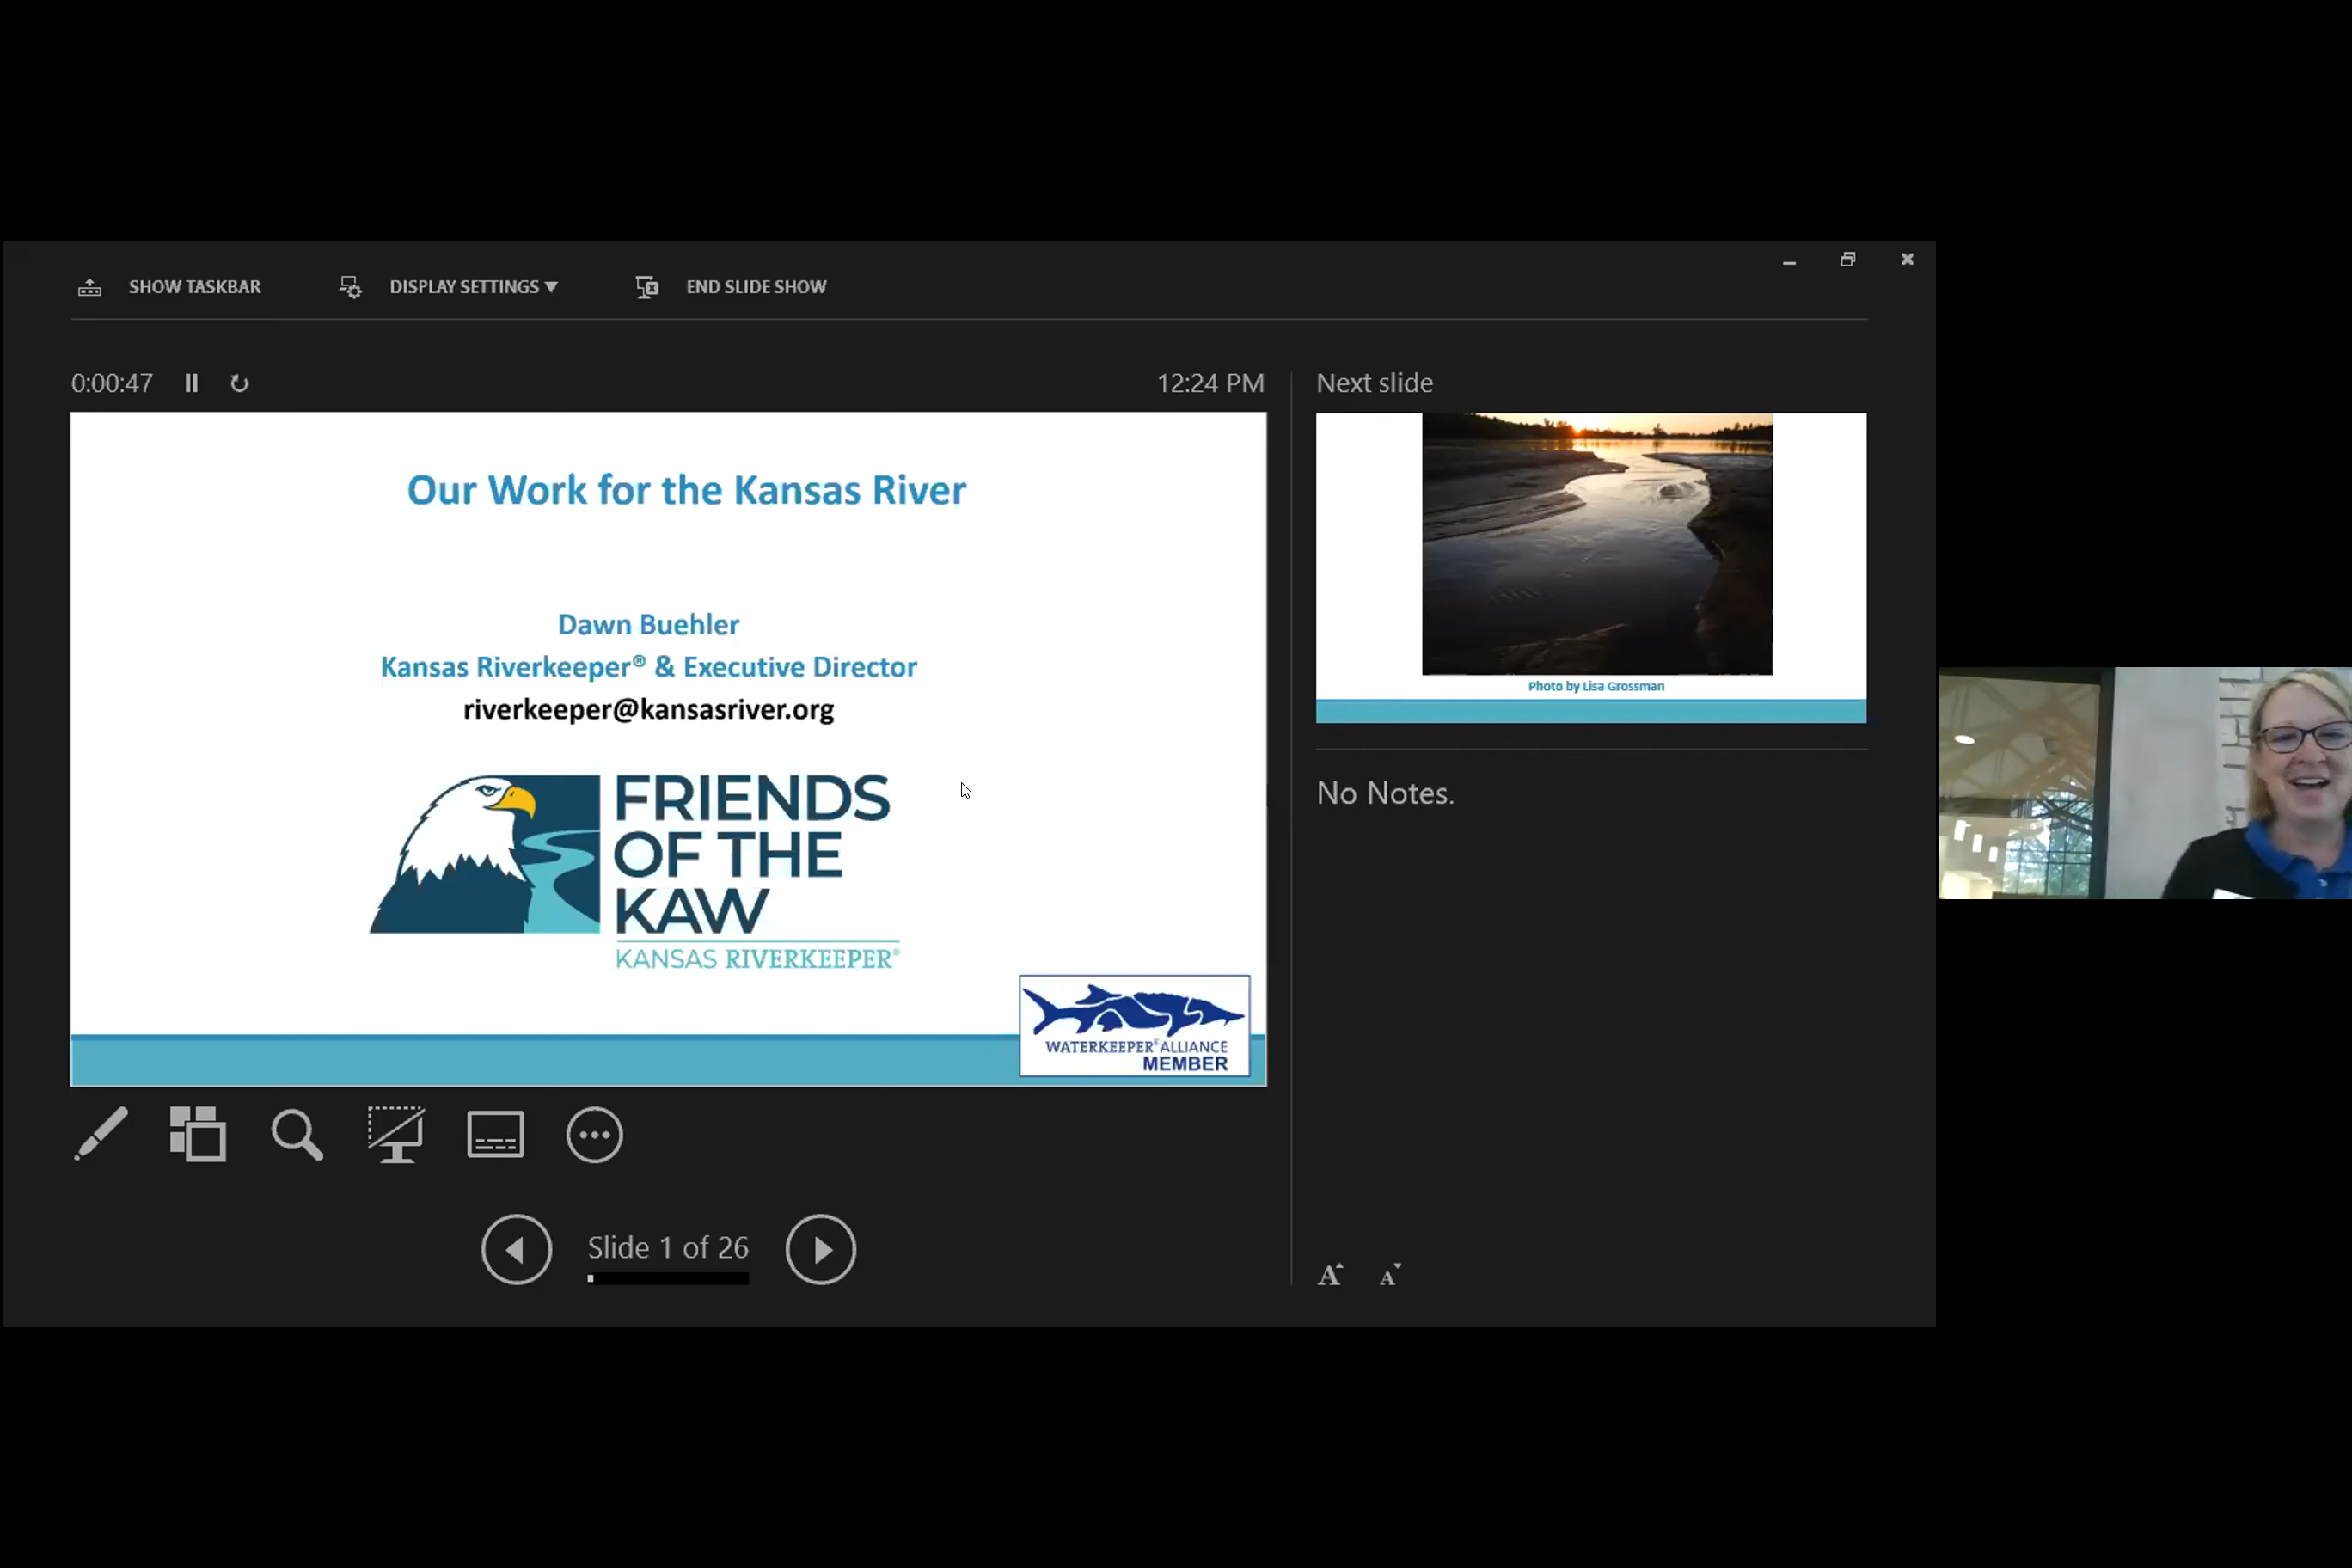 SHOW TASKBAR
DISPLAY SETTINGS ▼
END SLIDE SHOW
0:00:47
12:24 PM
Our Work for the Kansas River
Dawn Buehler
Kansas Riverkeeper® & Executive Director
riverkeeper@kansasriver.org
FRIENDS
OF THE
KAW
KANSAS RIVERKEEPER®
WATERKEEPER® ALLIANCE
MEMBER
Slide 1 of 26
Next slide
Photo by Lisa Grossman
No Notes.
A A